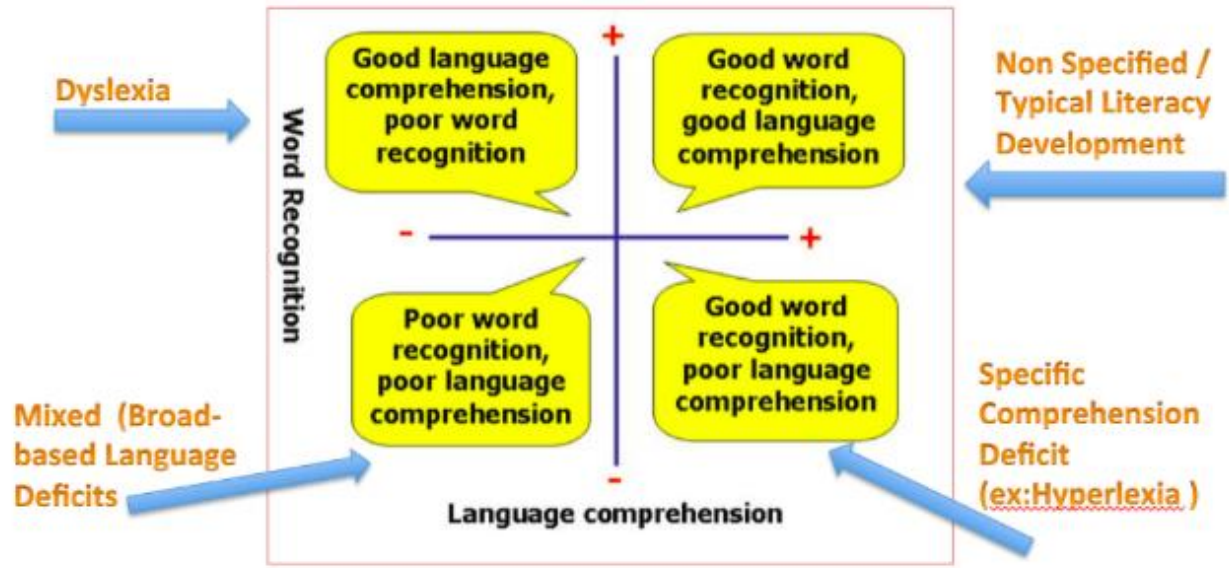 Dyslexia
Good language
comprehension,
poor word
recognition
+
Good word
recognition,
good language
comprehension
Non Specified /
Typical Literacy
Development
Word Recognition
-
+
Mixed (Broad-
based Language
Deficits
Poor word
recognition,
poor language
comprehension
Good word
recognition,
poor language
comprehension
Specific
Comprehension
Deficit
(ex:Hyperlexia )
-
Language comprehension